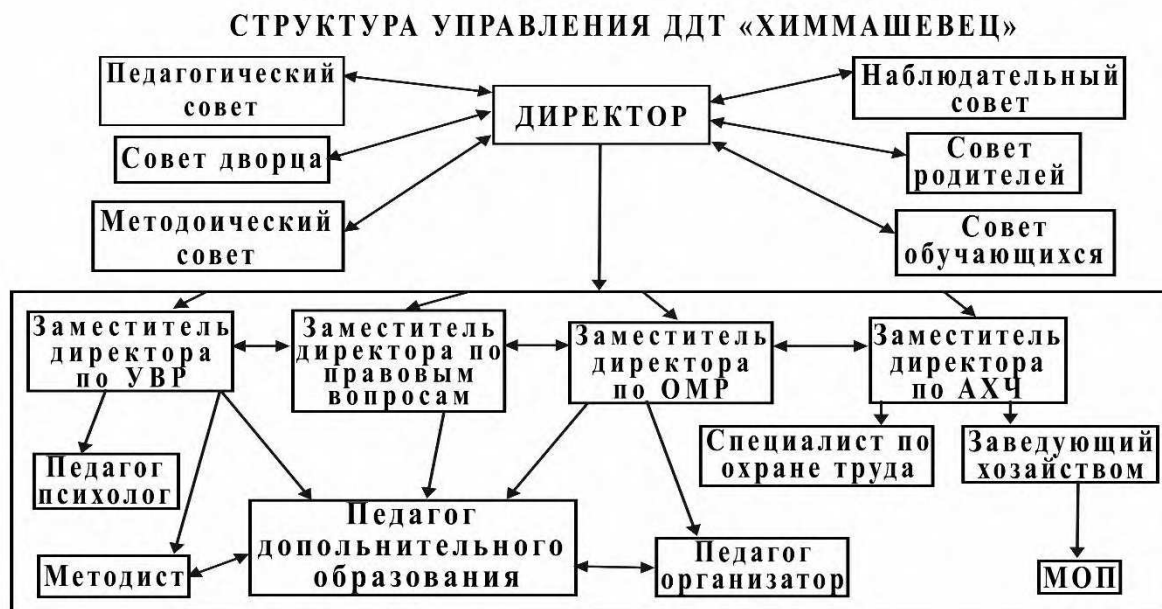 СТРУКТУРА УПРАВЛЕНИЯ ДДТ «ХИММАШЕВЕЦ»
Педагогический
совет
Наблюдательный
совет
ДИРЕКТОР
Совет дворца
Совет
родителей
Методоический
совет
Совет
обучающихся
Заместитель
директора
по УВР
Заместитель
директора по
правовым
вопросам
Заместитель
директора
по ОМР
Заместитель
директора
по АХЧ
Специалист по
охране труда
Заведующий
хозайством
Педагог
психолог
Педагог
допольнительного
образования
Методист
Педагог
организатор
МОП